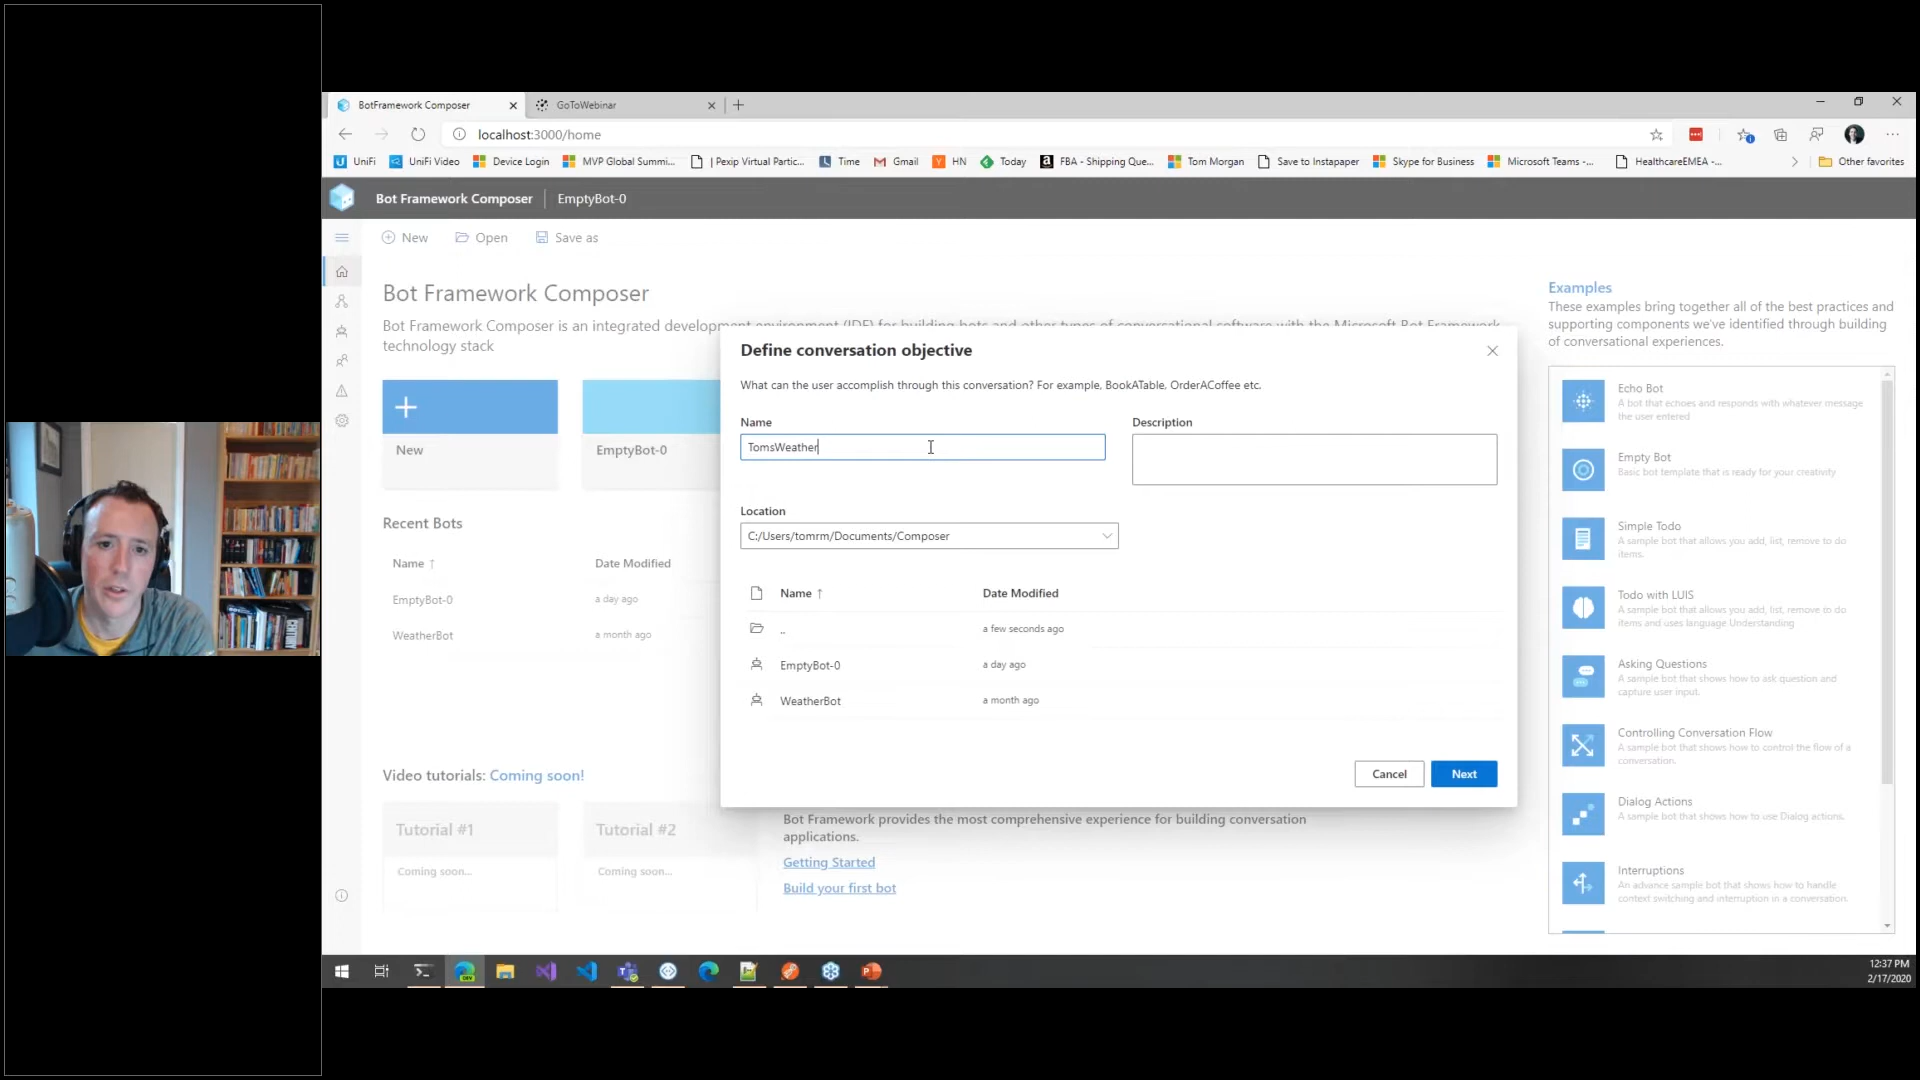 BotFramework Composer
GoToWebinar
localhost:3000/home
UniFi
UniFi Video
Device Login
MVP Global Summi...
| Pexip Virtual Partic...
Time
Gmail
HN
Today
FBA - Shipping Que...
Tom Morgan
Save to Instapaper
Skype for Business
Microsoft Teams -...
HealthcareEMEA -...
Other favorites
Bot Framework Composer
EmptyBot-0
New
Open
Save as
Bot Framework Composer
Bot Framework Composer is an integrated development environment (IDE) for building bots and other types of conversational software with the Microsoft Bot Framework
technology stack
New
EmptyBot-0
Recent Bots
Name ↑
Date Modified
EmptyBot-0
a day ago
WeatherBot
a month ago
Video tutorials: Coming soon!
Tutorial #1
Coming soon...
Tutorial #2
Coming soon...
Define conversation objective
What can the user accomplish through this conversation? For example, BookATable, OrderACoffee etc.
Name
TomsWeather
Description
Location
C:/Users/tomrm/Documents/Composer
Name ↑
Date Modified
..
a few seconds ago
EmptyBot-0
a day ago
WeatherBot
a month ago
Cancel
Next
Bot Framework provides the most comprehensive experience for building conversation
applications.
Getting Started
Build your first bot
Examples
These examples bring together all of the best practices and
supporting components we've identified through building
of conversational experiences.
Echo Bot
A bot that echoes and responds with whatever message
the user entered
Empty Bot
Basic bot template that is ready for your creativity
Simple Todo
A sample bot that allows you add, list, remove to do
items.
Todo with LUIS
A sample bot that allows you add, list, remove to do
items and uses language Understanding
Asking Questions
A sample bot that shows how to ask question and
capture user input.
Controlling Conversation Flow
A sample bot that shows how to control the flow of a
conversation.
Dialog Actions
A sample bot that shows how to use Dialog actions.
Interruptions
An advance sample bot that shows how to handle
context switching and interruption in a conversation.
12:37 PM
2/17/2020